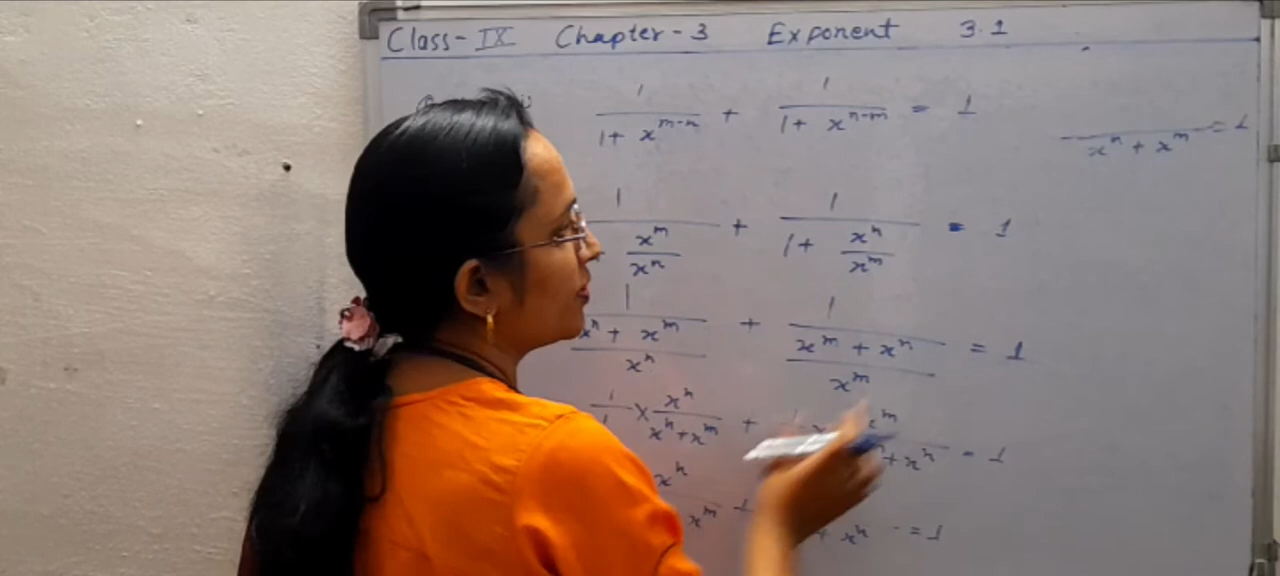 Class-IX Chapter-3 Exponent 3.1
1 / 1 + x^{m-n} + 1 / 1 + x^{n-m} = 1
x^n + x^m = 1
1 / x^m / x^n + 1 / 1 + x^n / x^m = 1
1 / x^n + x^m / x^n + 1 / x^m + x^n / x^m = 1
1 × x^n / x^n + x^m + x^m / + x^n = 1
x^n / x^m + x^n = 1